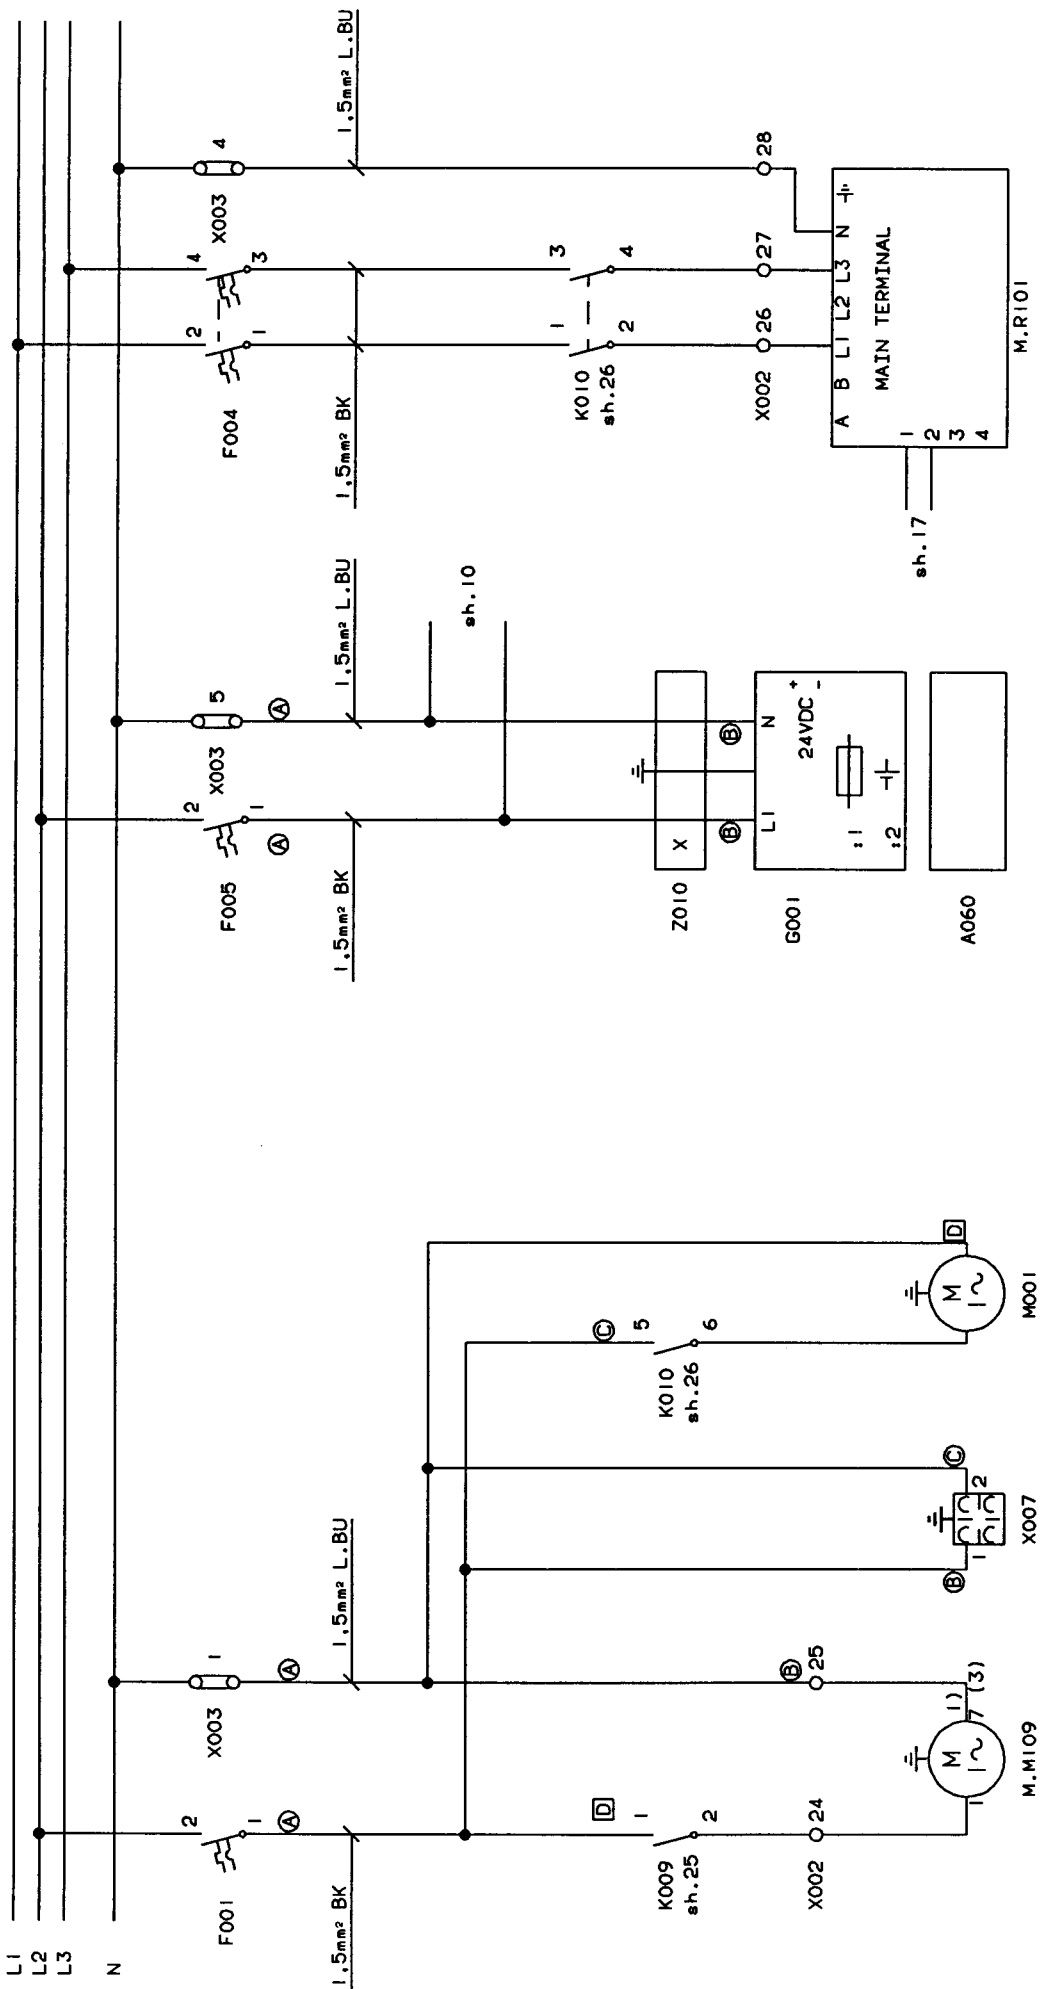 L1
L2
L3
N
F001
2
1
A
1.5mm² BK
X003
1
A
1.5mm² L.BU
D
K009
sh.25
1
2
X002
24
B
25
1
M
1~
1)
7 (3)
M.M109
B
1
C
2
X007
C
5
6
K010
sh.26
D
M
1~
M001
F005
2
1
A
X003
5
A
1.5mm² BK
1.5mm² L.BU
sh.10
Z010
X
B
B
G001
L1
N
24VDC
+
-
:1
:2
A060
F004
2
1
4
3
X003
4
1.5mm² BK
1.5mm² L.BU
K010
sh.26
1
2
3
4
X002
26
27
28
A B L1 L2 L3 N
MAIN TERMINAL
1
2
3
4
sh.17
M.R101